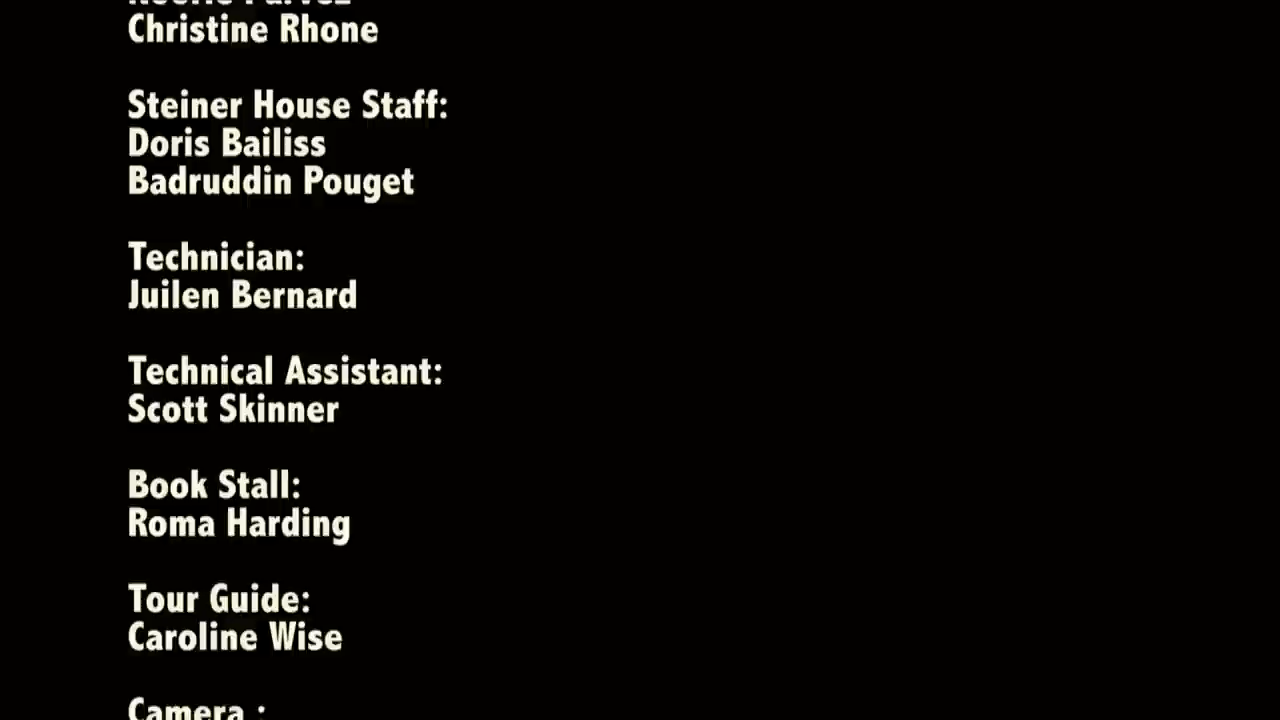 Christine Rhone
Steiner House Staff:
Doris Bailiss
Badruddin Pouget
Technician:
Juilen Bernard
Technical Assistant:
Scott Skinner
Book Stall:
Roma Harding
Tour Guide:
Caroline Wise
Camera :